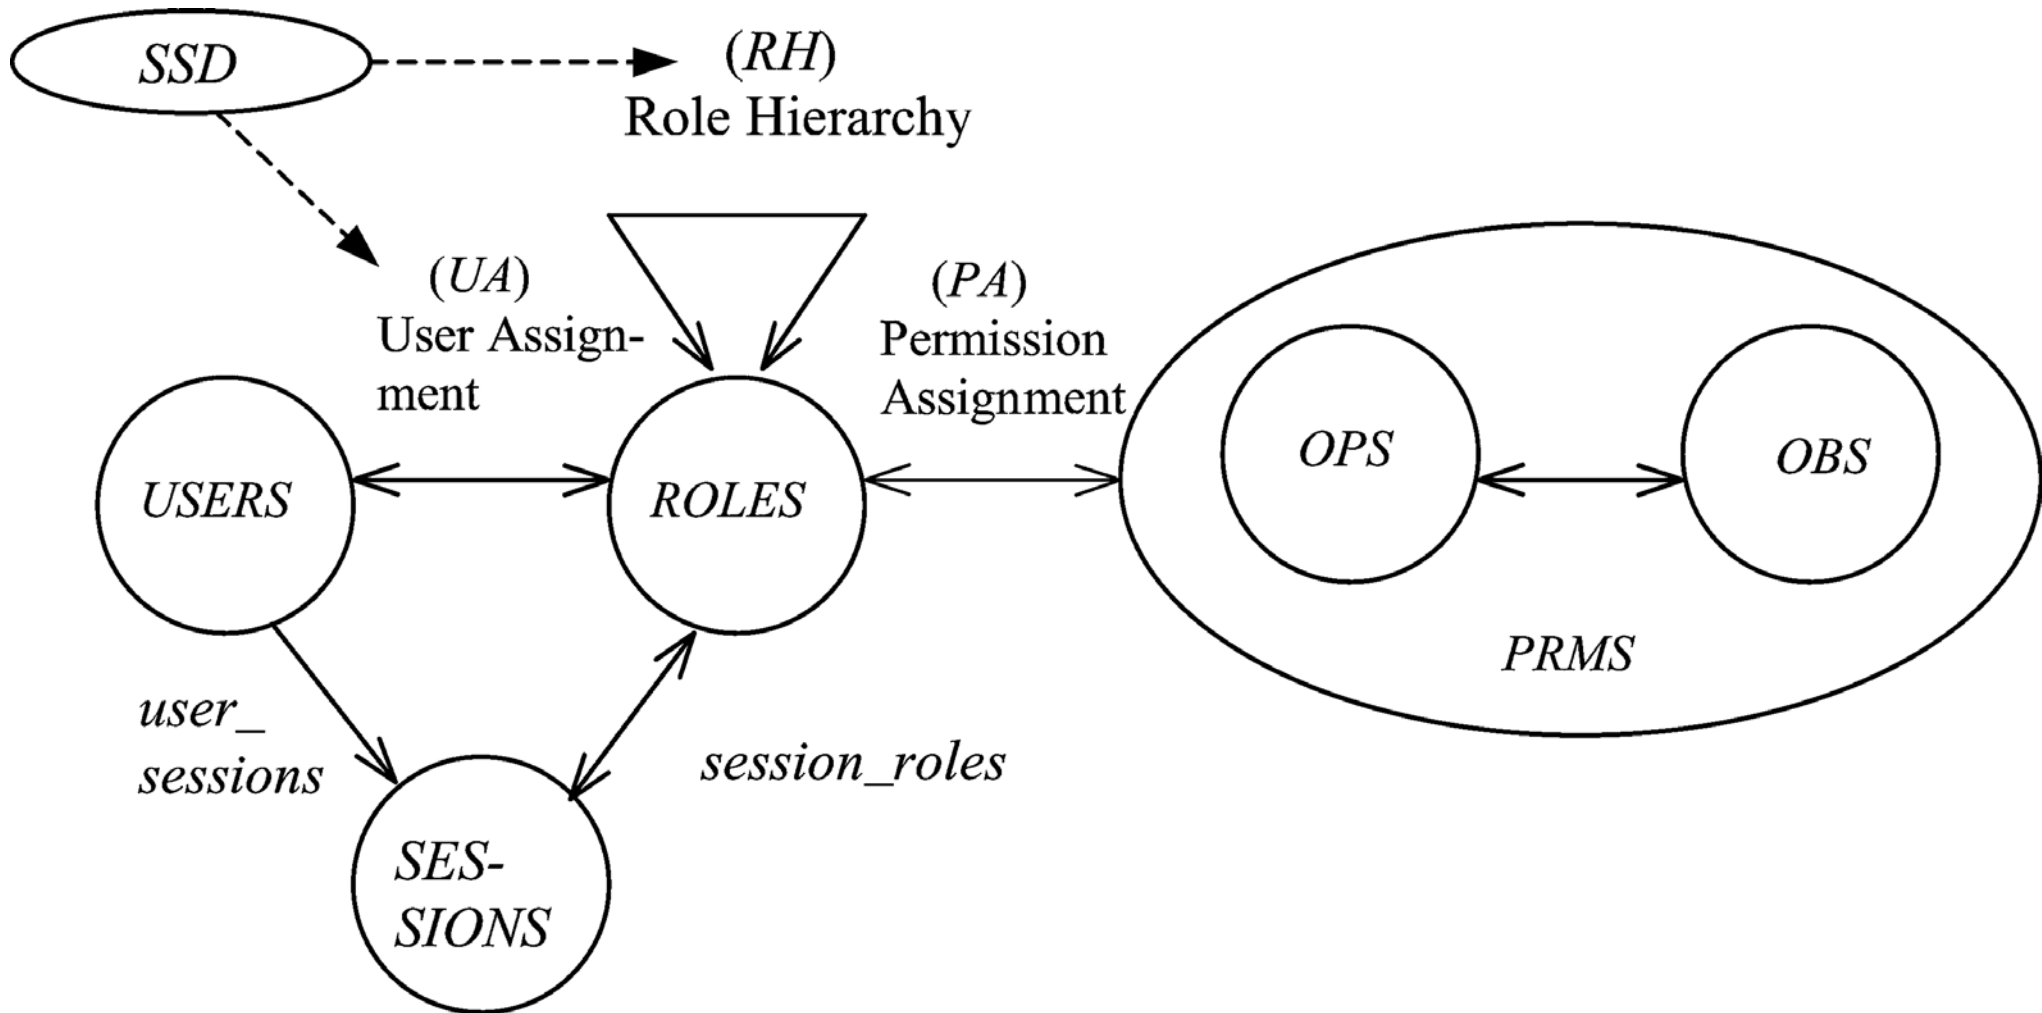 SSD
(RH)
Role Hierarchy
(UA)
User Assign-
ment
(PA)
Permission
Assignment
USERS
ROLES
OPS
OBS
PRMS
user_
sessions
session_roles
SES-
SIONS